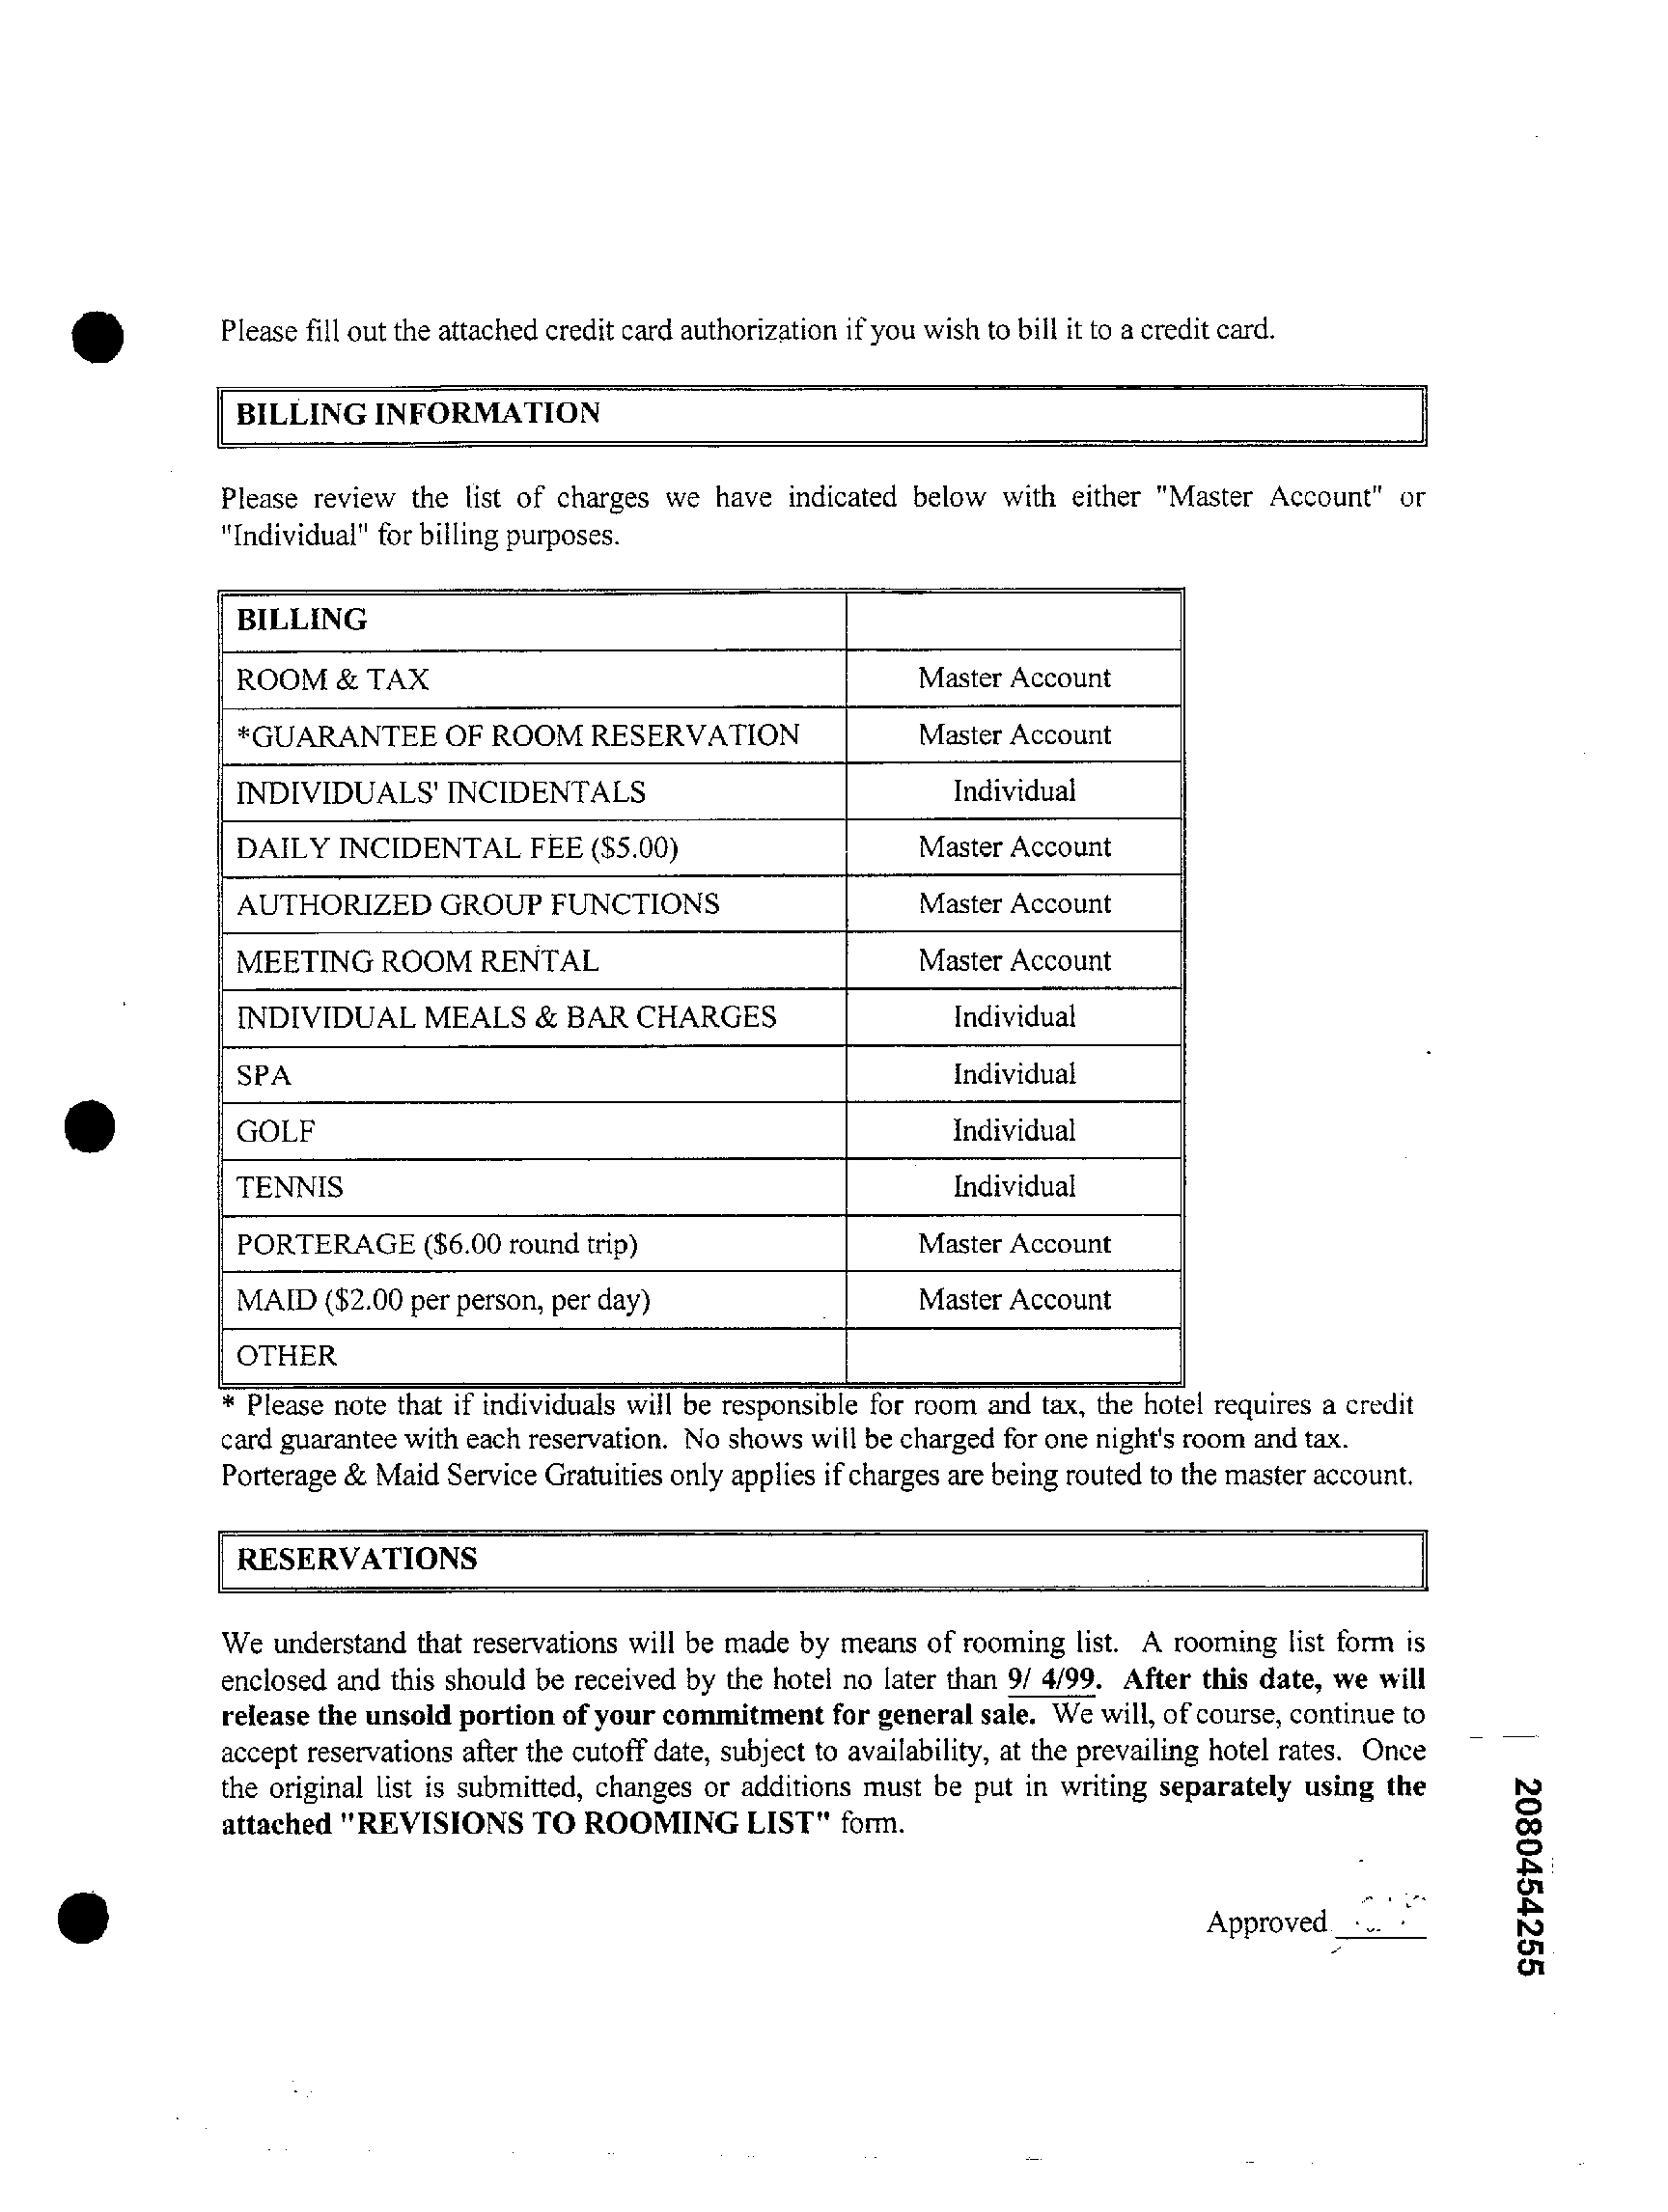 Please fill out the attached credit card authorization if you wish to bill it to a credit card.
BILLING INFORMATION
Please review the list of charges we have indicated below with either "Master Account" or
"Individual" for billing purposes.
BILLING
ROOM & TAX Master Account
*GUARANTEE OF ROOM RESERVATION Master Account
INDIVIDUALS' INCIDENTALS Individual
DAILY INCIDENTAL FEE ($5.00) Master Account
AUTHORIZED GROUP FUNCTIONS Master Account
MEETING ROOM RENTAL Master Account
INDIVIDUAL MEALS & BAR CHARGES Individual
SPA Individual
GOLF Individual
TENNIS Individual
PORTERAGE ($6.00 round trip) Master Account
MAID ($2.00 per person, per day) Master Account
OTHER
* Please note that if individuals will be responsible for room and tax, the hotel requires a credit
card guarantee with each reservation. No shows will be charged for one night's room and tax.
Porterage & Maid Service Gratuities only applies if charges are being routed to the master account.
RESERVATIONS
We understand that reservations will be made by means of rooming list. A rooming list form is
enclosed and this should be received by the hotel no later than 9/ 4/99. After this date, we will
release the unsold portion of your commitment for general sale. We will, of course, continue to
accept reservations after the cutoff date, subject to availability, at the prevailing hotel rates. Once
the original list is submitted, changes or additions must be put in writing separately using the
attached "REVISIONS TO ROOMING LIST" form.
Approved
2080454255